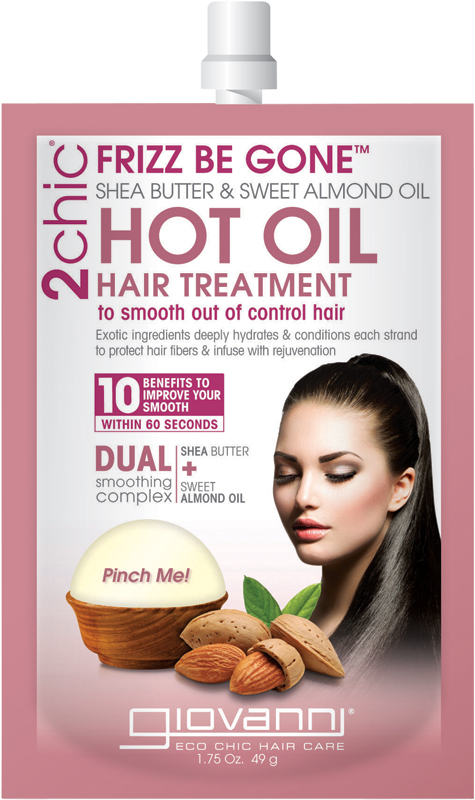 2chic®
FRIZZ BE GONE™
SHEA BUTTER & SWEET ALMOND OIL
HOT OIL
HAIR TREATMENT
to smooth out of control hair
Exotic ingredients deeply hydrates & conditions each strand
to protect hair fibers & infuse with rejuvenation
10
BENEFITS TO
IMPROVE YOUR
SMOOTH
WITHIN 60 SECONDS
DUAL
smoothing
complex
SHEA BUTTER
+
SWEET
ALMOND OIL
Pinch Me!
giovanni®
ECO CHIC HAIR CARE
1.75 Oz. 49 g